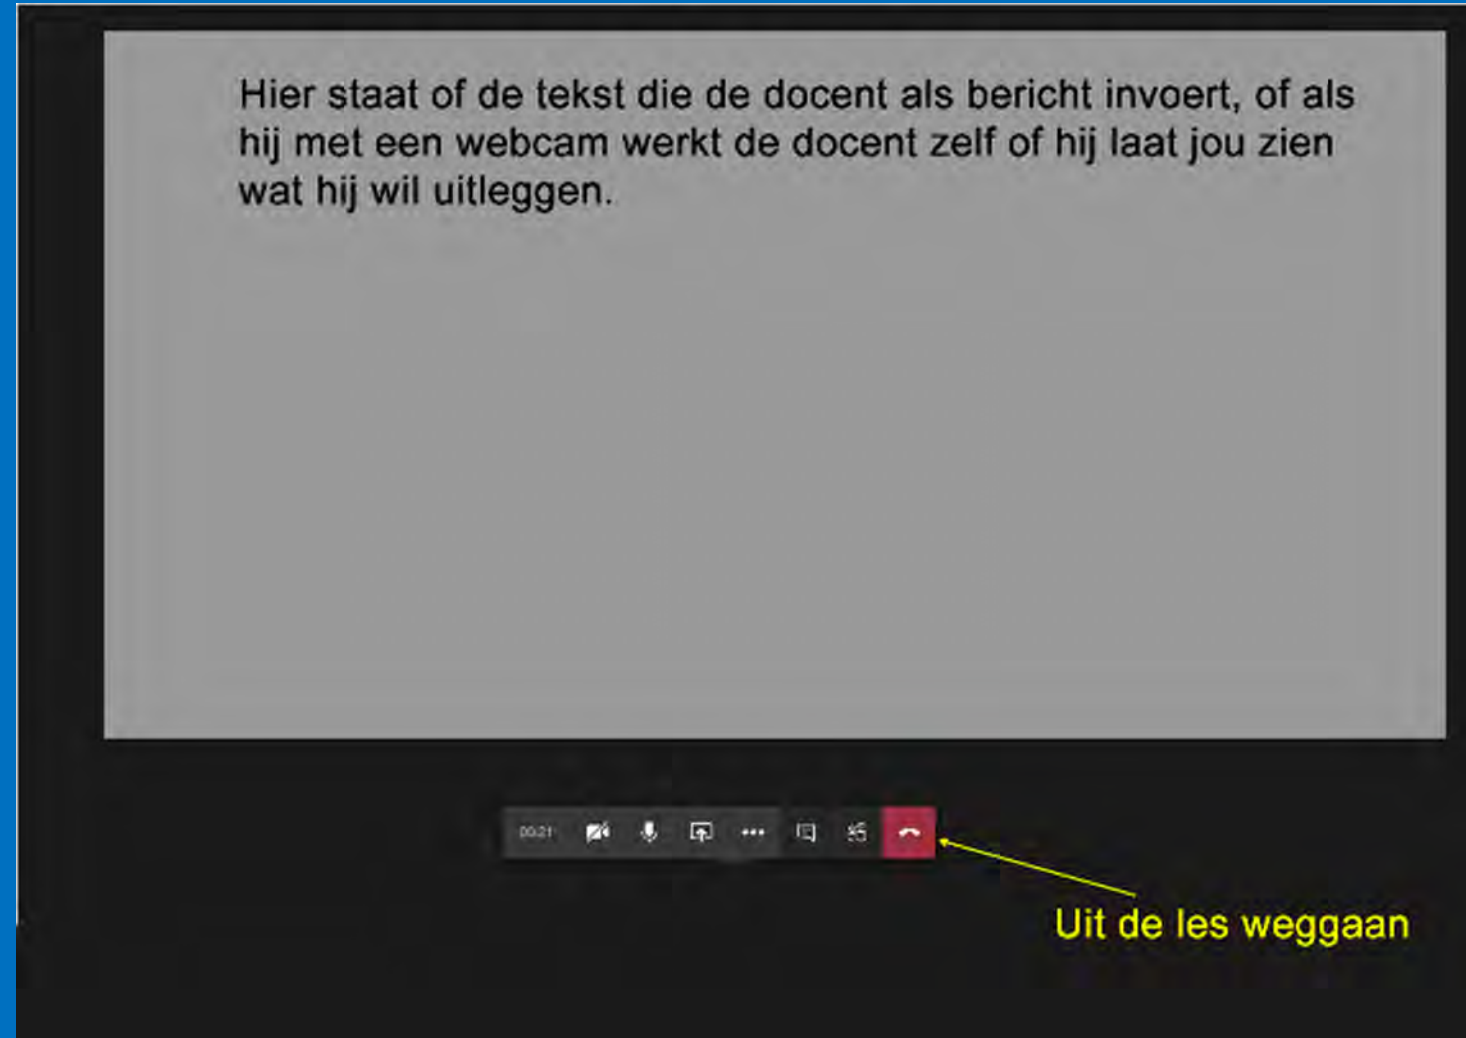 Hier staat of de tekst die de docent als bericht invoert, of als
hij met een webcam werkt de docent zelf of hij laat jou zien
wat hij wil uitleggen.
00:21
Uit de les weggaan